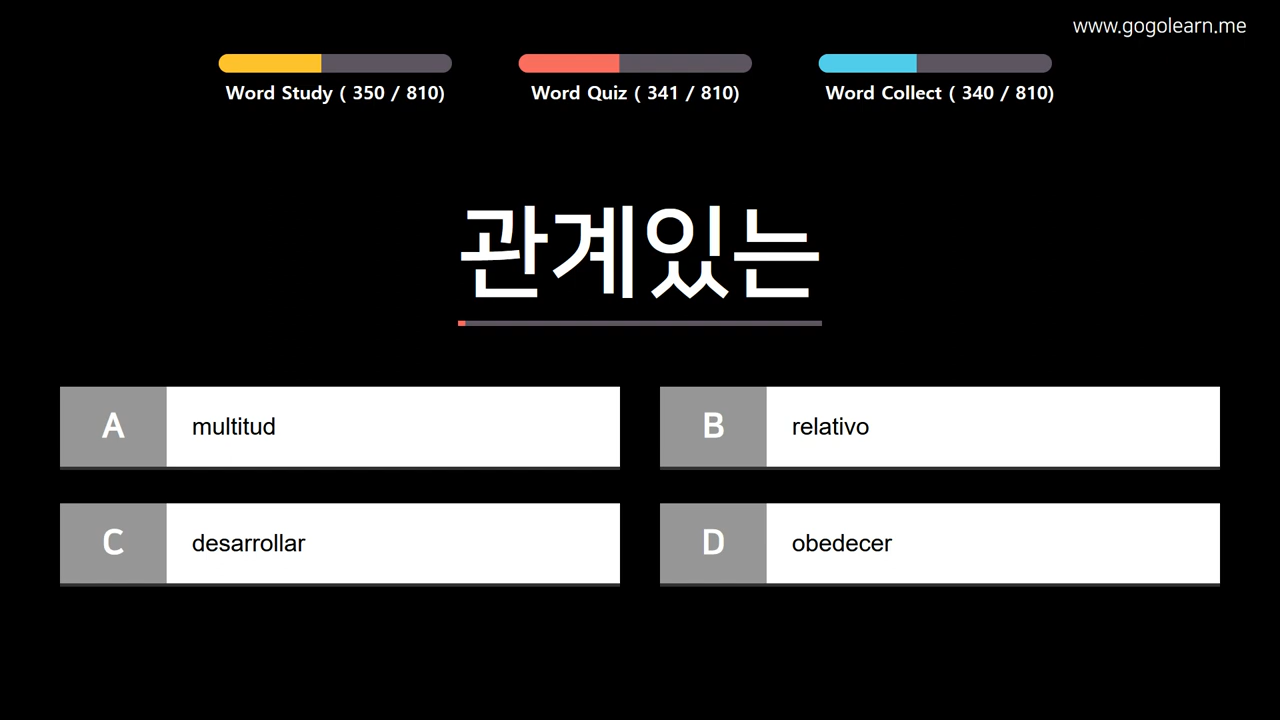 www.gogolearn.me
Word Study ( 350 / 810)
Word Quiz ( 341 / 810)
Word Collect ( 340 / 810)
관계있는
A
multitud
B
relativo
C
desarrollar
D
obedecer